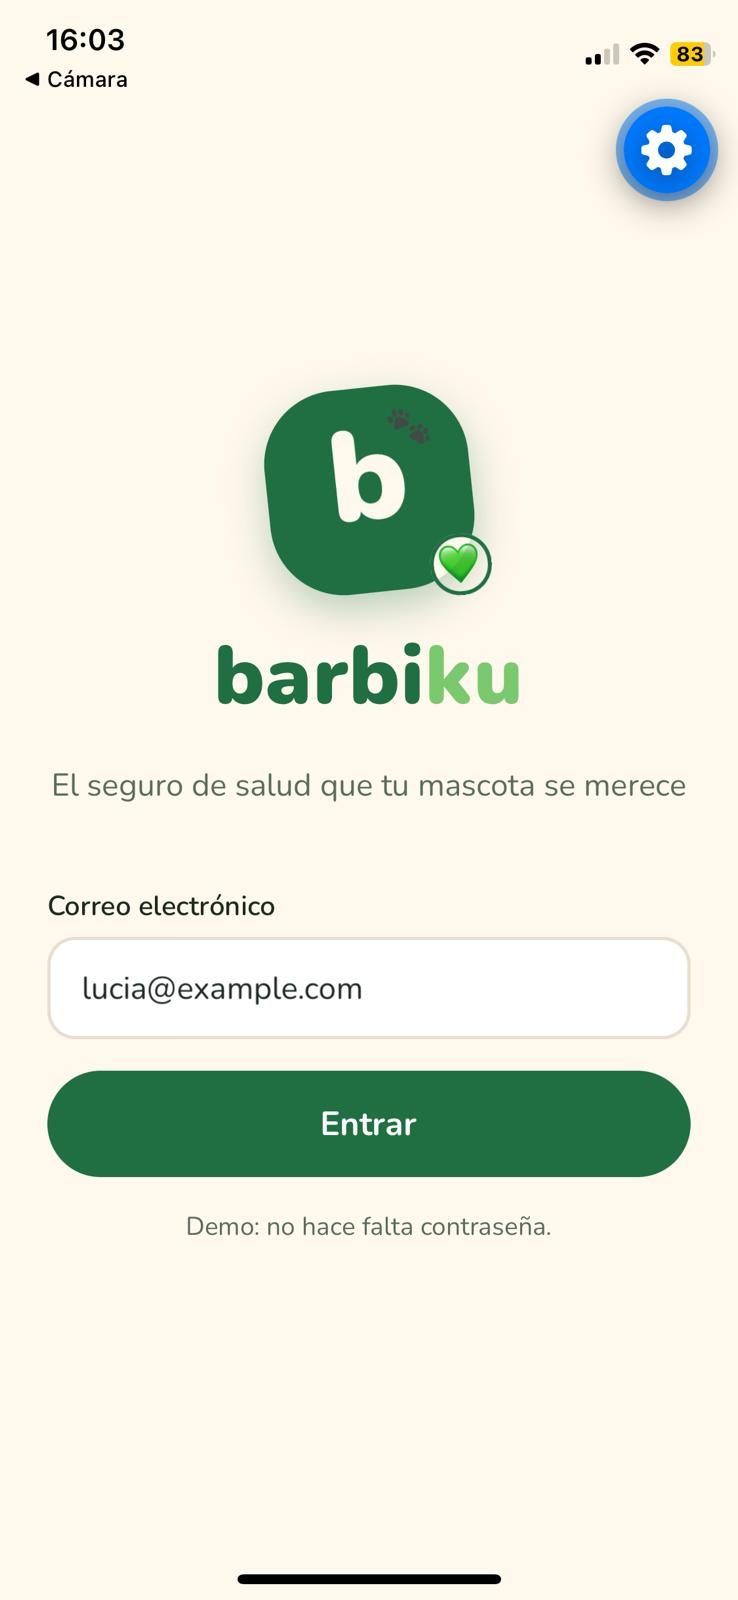 16:03
◀ Cámara
83
b
barbiku
El seguro de salud que tu mascota se merece
Correo electrónico
lucia@example.com
Entrar
Demo: no hace falta contraseña.